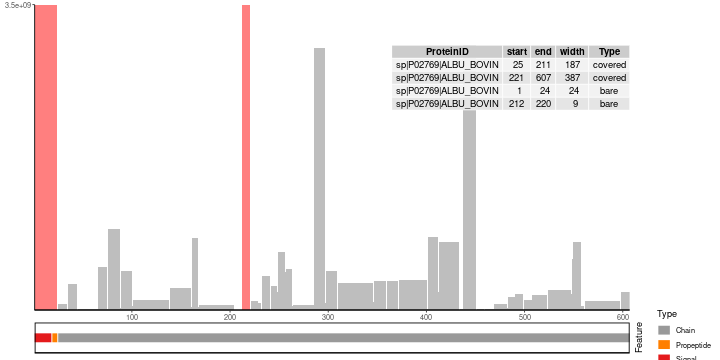 3.5e+09
ProteinID start end width Type
sp|P02769|ALBU_BOVIN 25 211 187 covered
sp|P02769|ALBU_BOVIN 221 607 387 covered
sp|P02769|ALBU_BOVIN 1 24 24 bare
sp|P02769|ALBU_BOVIN 212 220 9 bare
100 200 300 400 500 600
Feature
Type
Chain
Propeptide
Signal